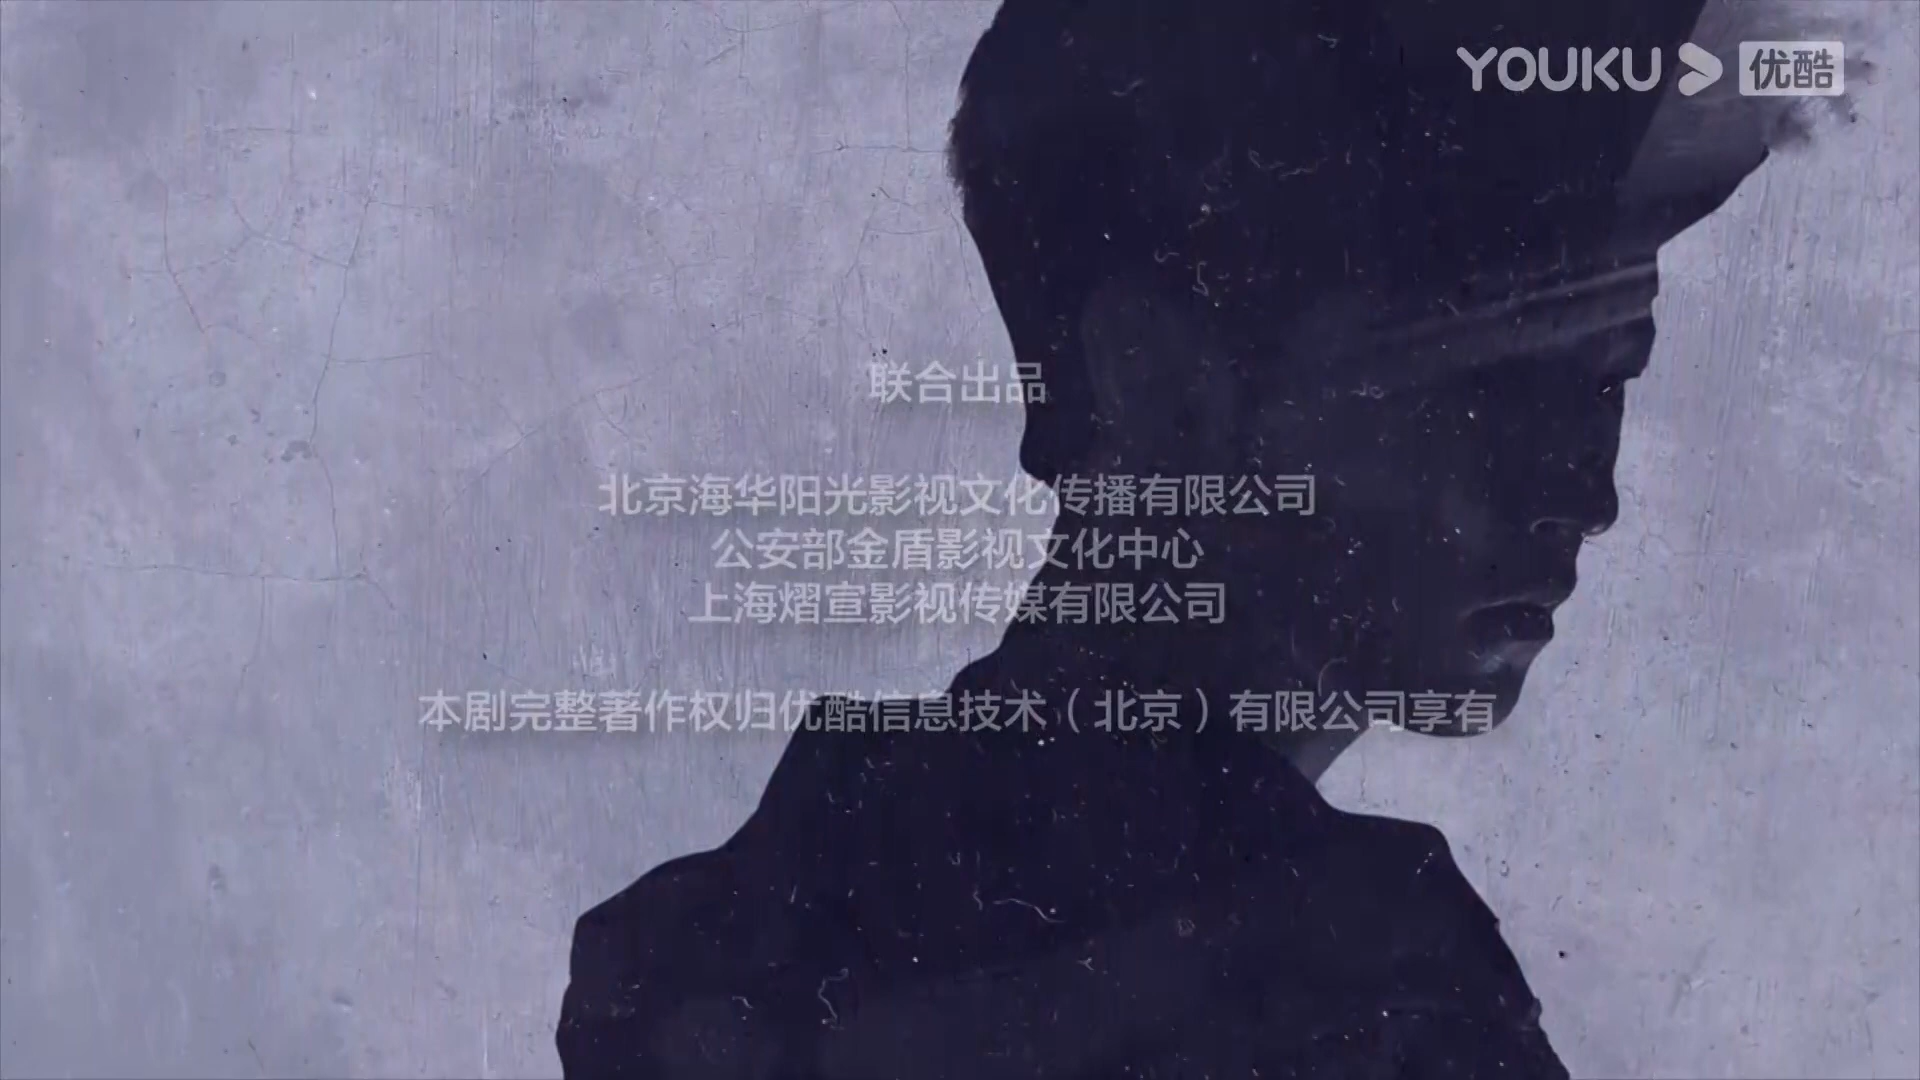 YOUKU 优酷
联合出品
北京海华阳光影视文化传播有限公司
公安部金盾影视文化中心
上海熠宣影视传媒有限公司
本剧完整著作权归优酷信息技术（北京）有限公司享有